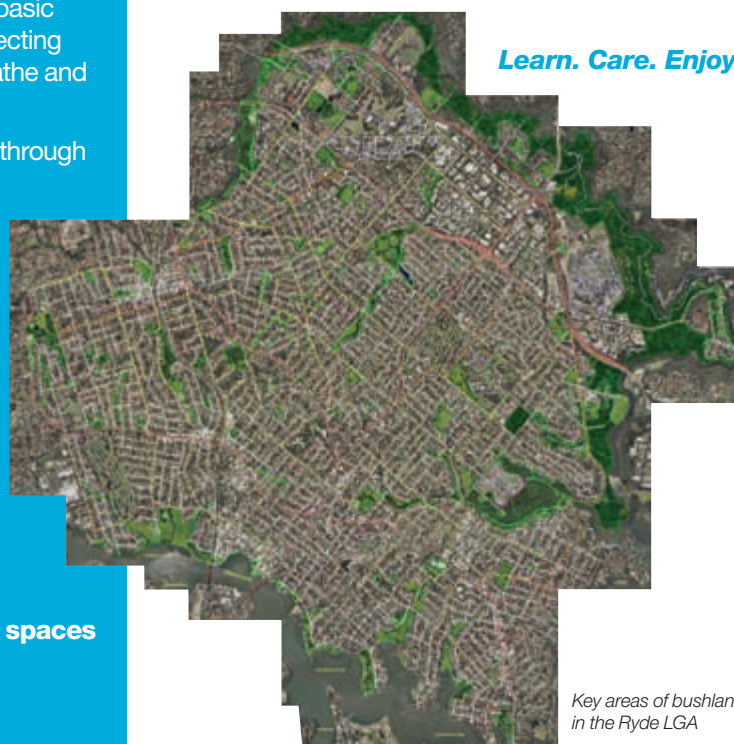 basic
ecting
athe and
through
spaces
Learn. Care. Enjoy
Key areas of bushlan
in the Ryde LGA